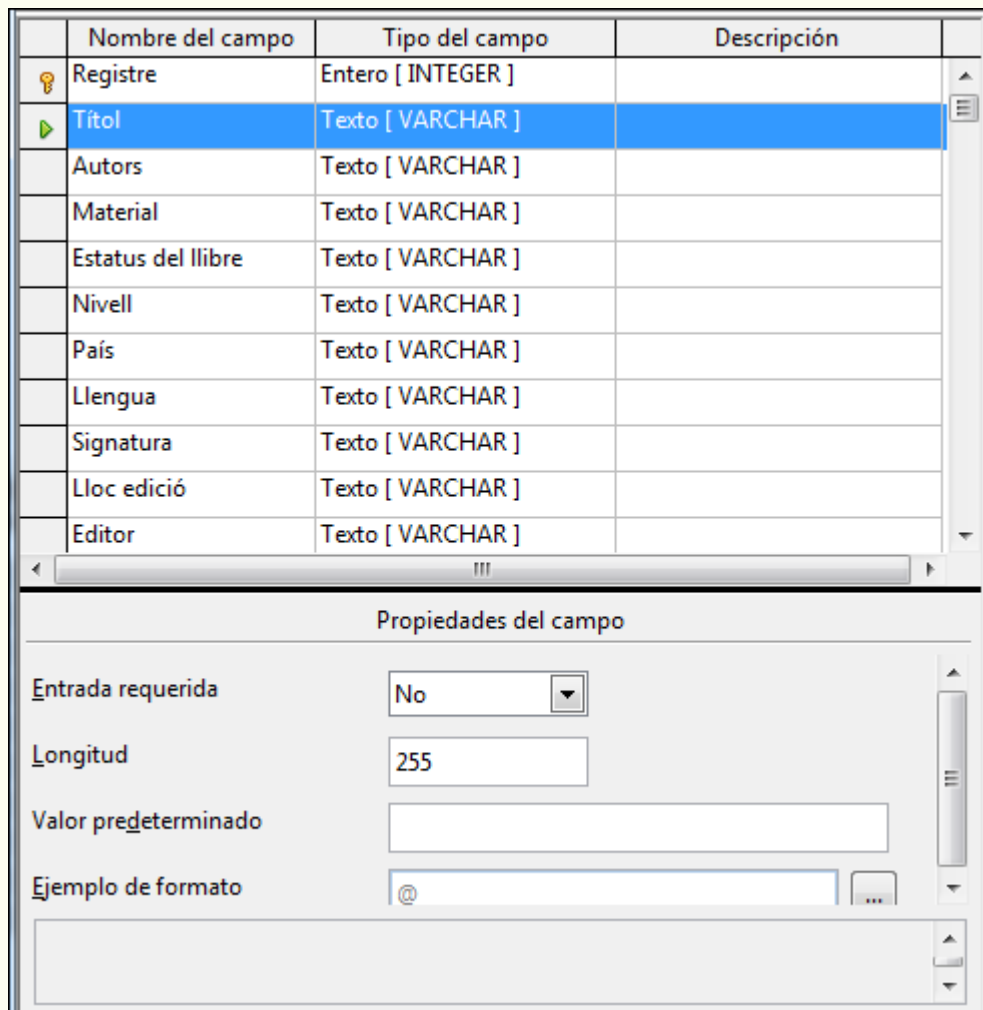 Nombre del campo Tipo del campo Descripción
Registre Entero [ INTEGER ]
Títol Texto [ VARCHAR ]
Autors Texto [ VARCHAR ]
Material Texto [ VARCHAR ]
Estatus del llibre Texto [ VARCHAR ]
Nivell Texto [ VARCHAR ]
País Texto [ VARCHAR ]
Llengua Texto [ VARCHAR ]
Signatura Texto [ VARCHAR ]
Lloc edició Texto [ VARCHAR ]
Editor Texto [ VARCHAR ]
Propiedades del campo
Entrada requerida No
Longitud 255
Valor predeterminado
Ejemplo de formato @ ...